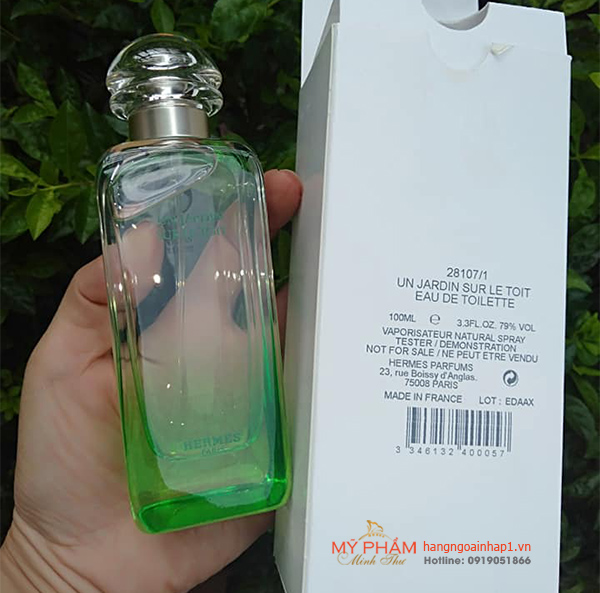 HERMÈS
PARIS
28107/1
UN JARDIN SUR LE TOIT
EAU DE TOILETTE
100ML ℮ 3.3FL.OZ. 79% VOL
VAPORISATEUR NATURAL SPRAY
TESTER / DEMONSTRATION
NOT FOR SALE / NE PEUT ETRE VENDU
HERMES PARFUMS
23, rue Boissy d'Anglas.
75008 PARIS
MADE IN FRANCE LOT : EDAAX
3 346132 400057
MỸ PHẨM
Minh Thư
hangngoainhap1.vn
Hotline: 0919051866